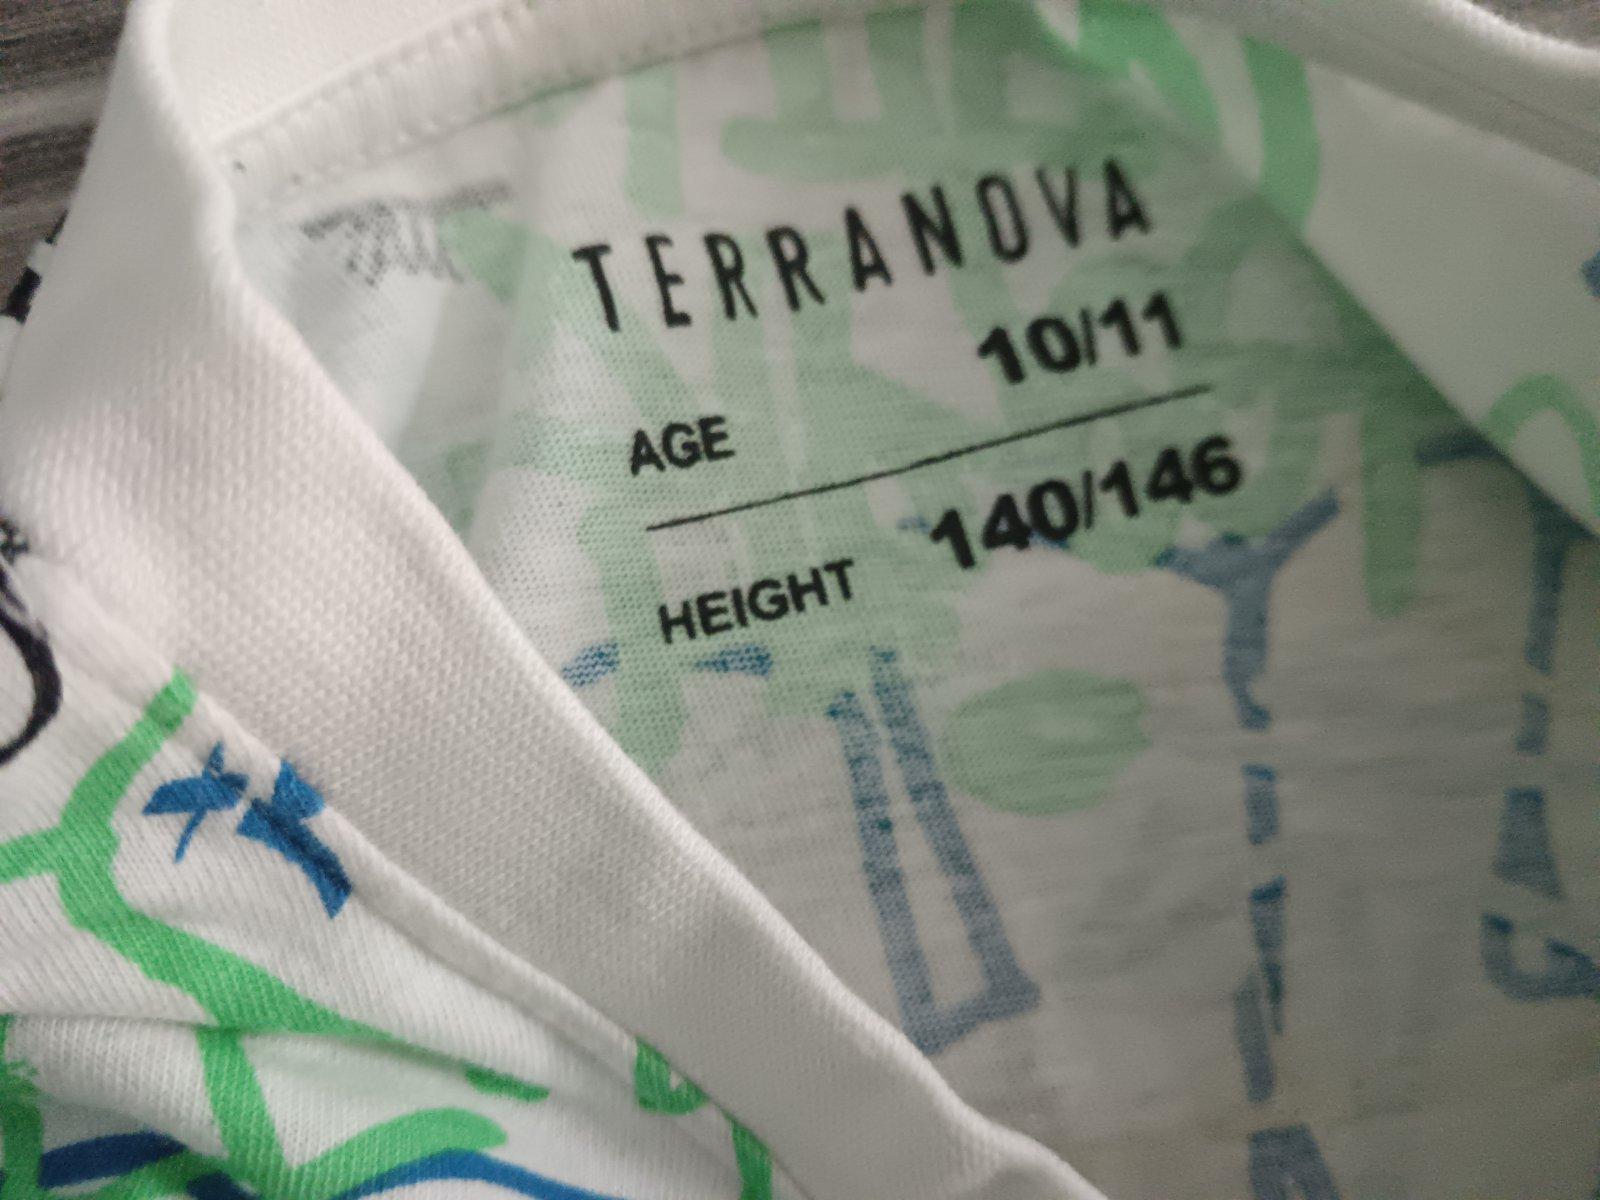 TERRANOVA
AGE 10/11
HEIGHT 140/146